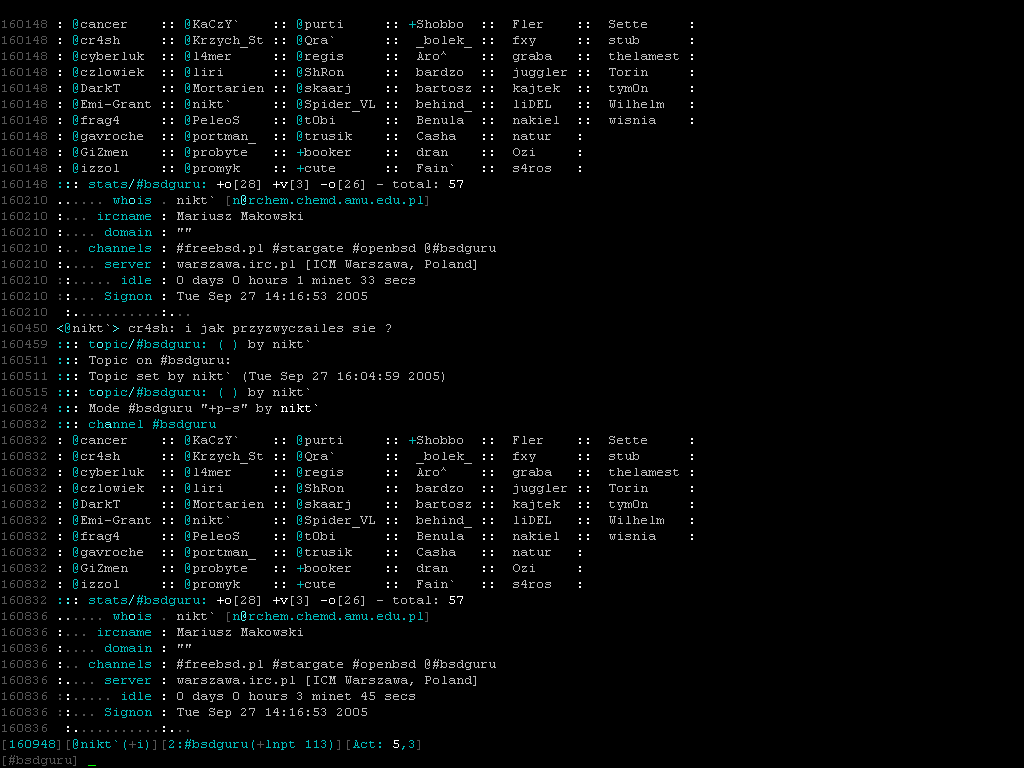 160148 : @cancer    :: @KaCzY`    :: @purti     :: +Shobbo  ::  Fler    ::  Sette     :
160148 : @cr4sh     :: @Krzych_St :: @Qra`      ::  _bolek_ ::  fxy     ::  stub      :
160148 : @cyberluk  :: @l4mer     :: @regis     ::  Aro^    ::  graba   ::  thelamest :
160148 : @czlowiek  :: @liri      :: @ShRon     ::  bardzo  ::  juggler ::  Torin     :
160148 : @DarkT     :: @Mortarien :: @skaarj    ::  bartosz ::  kajtek  ::  tymOn     :
160148 : @Emi-Grant :: @nikt`     :: @Spider_VL ::  behind_ ::  liDEL   ::  Wilhelm   :
160148 : @frag4     :: @PeleoS    :: @tObi      ::  Benula  ::  nakiel  ::  wisnia    :
160148 : @gavroche  :: @portman_  :: @trusik    ::  Casha   ::  natur   :
160148 : @GiZmen    :: @probyte   :: +booker    ::  dran    ::  Ozi     :
160148 : @izzol     :: @promyk    :: +cute      ::  Fain`   ::  s4ros   :
160148 ::: stats/#bsdguru: +o[28] +v[3] -o[26] - total: 57
160210 ...... whois . nikt` [n@rchem.chemd.amu.edu.pl]
160210 :... ircname : Mariusz Makowski
160210 :.... domain : ""
160210 :.. channels : #freebsd.pl #stargate #openbsd @#bsdguru
160210 :.... server : warszawa.irc.pl [ICM Warszawa, Poland]
160210 ::..... idle : 0 days 0 hours 1 minet 33 secs
160210 ::... Signon : Tue Sep 27 14:16:53 2005
160210  :...........:...
160450 <@nikt`> cr4sh: i jak przyzwyczailes sie ?
160459 ::: topic/#bsdguru: ( ) by nikt`
160511 ::: Topic on #bsdguru:
160511 ::: Topic set by nikt` (Tue Sep 27 16:04:59 2005)
160515 ::: topic/#bsdguru: ( ) by nikt`
160824 ::: Mode #bsdguru "+p-s" by nikt`
160832 ::: channel #bsdguru
160832 : @cancer    :: @KaCzY`    :: @purti     :: +Shobbo  ::  Fler    ::  Sette     :
160832 : @cr4sh     :: @Krzych_St :: @Qra`      ::  _bolek_ ::  fxy     ::  stub      :
160832 : @cyberluk  :: @l4mer     :: @regis     ::  Aro^    ::  graba   ::  thelamest :
160832 : @czlowiek  :: @liri      :: @ShRon     ::  bardzo  ::  juggler ::  Torin     :
160832 : @DarkT     :: @Mortarien :: @skaarj    ::  bartosz ::  kajtek  ::  tymOn     :
160832 : @Emi-Grant :: @nikt`     :: @Spider_VL ::  behind_ ::  liDEL   ::  Wilhelm   :
160832 : @frag4     :: @PeleoS    :: @tObi      ::  Benula  ::  nakiel  ::  wisnia    :
160832 : @gavroche  :: @portman_  :: @trusik    ::  Casha   ::  natur   :
160832 : @GiZmen    :: @probyte   :: +booker    ::  dran    ::  Ozi     :
160832 : @izzol     :: @promyk    :: +cute      ::  Fain`   ::  s4ros   :
160832 ::: stats/#bsdguru: +o[28] +v[3] -o[26] - total: 57
160836 ...... whois . nikt` [n@rchem.chemd.amu.edu.pl]
160836 :... ircname : Mariusz Makowski
160836 :.... domain : ""
160836 :.. channels : #freebsd.pl #stargate #openbsd @#bsdguru
160836 :.... server : warszawa.irc.pl [ICM Warszawa, Poland]
160836 ::..... idle : 0 days 0 hours 3 minet 45 secs
160836 ::... Signon : Tue Sep 27 14:16:53 2005
160836  :...........:...
[160948][@nikt`(+i)][2:#bsdguru(+lnpt 113)][Act: 5,3]
[#bsdguru] _